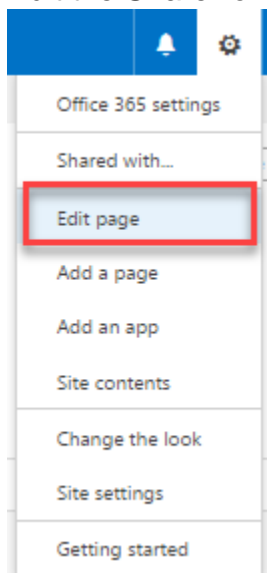 Office 365 settings
Shared with...
Edit page
Add a page
Add an app
Site contents
Change the look
Site settings
Getting started